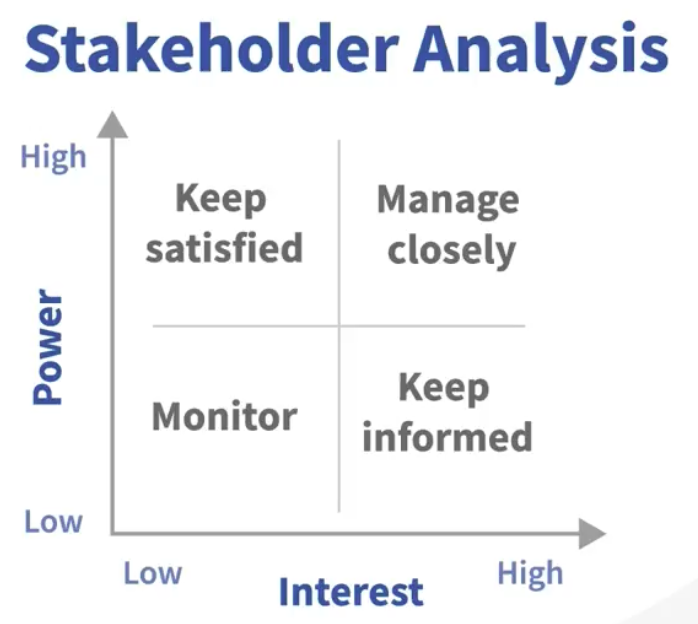 Stakeholder Analysis
High
Keep
satisfied
Manage
closely
Power
Monitor
Keep
informed
Low
Low
Interest
High